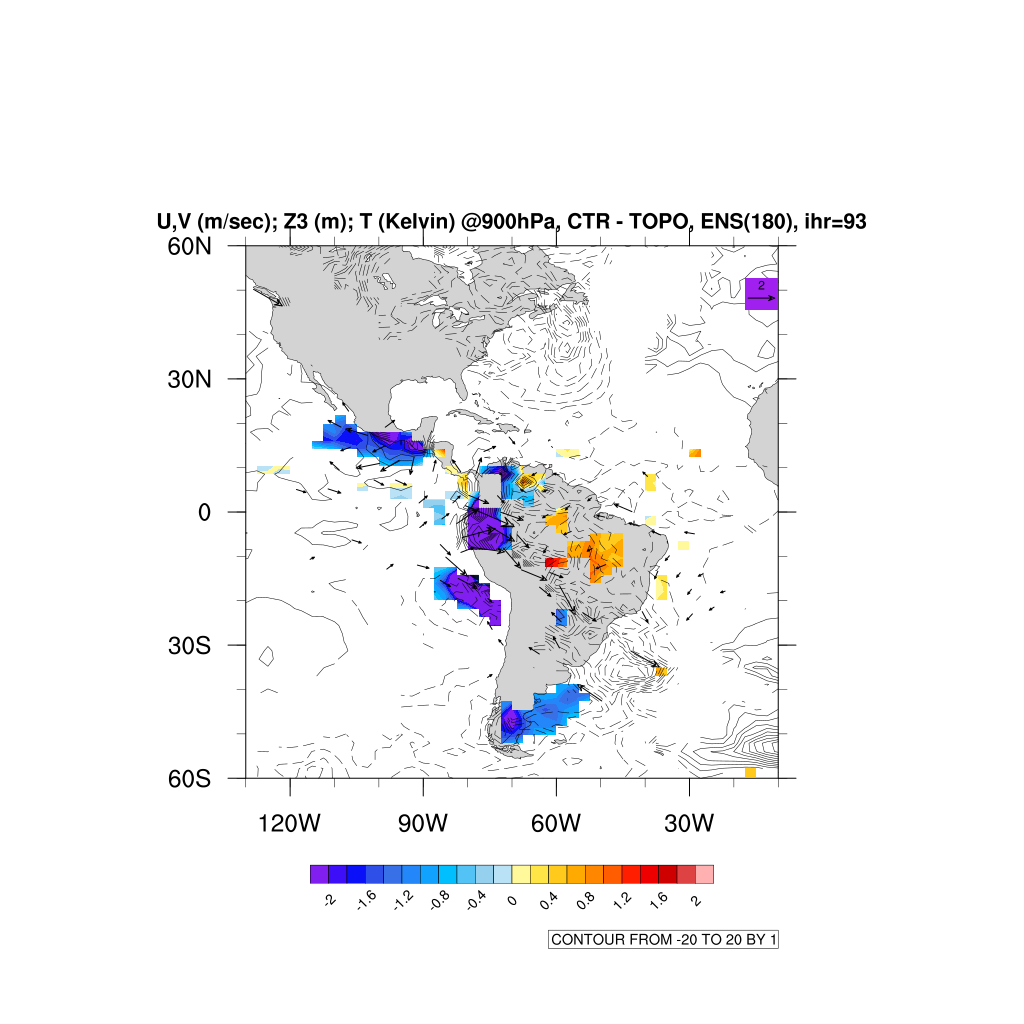 U,V (m/sec); Z3 (m); T (Kelvin) @900hPa, CTR - TOPO, ENS(180), ihr=93
60N
2
30N
0
30S
60S
120W 90W 60W 30W
-2 -1.6 -1.2 -0.8 -0.4 0 0.4 0.8 1.2 1.6 2
CONTOUR FROM -20 TO 20 BY 1